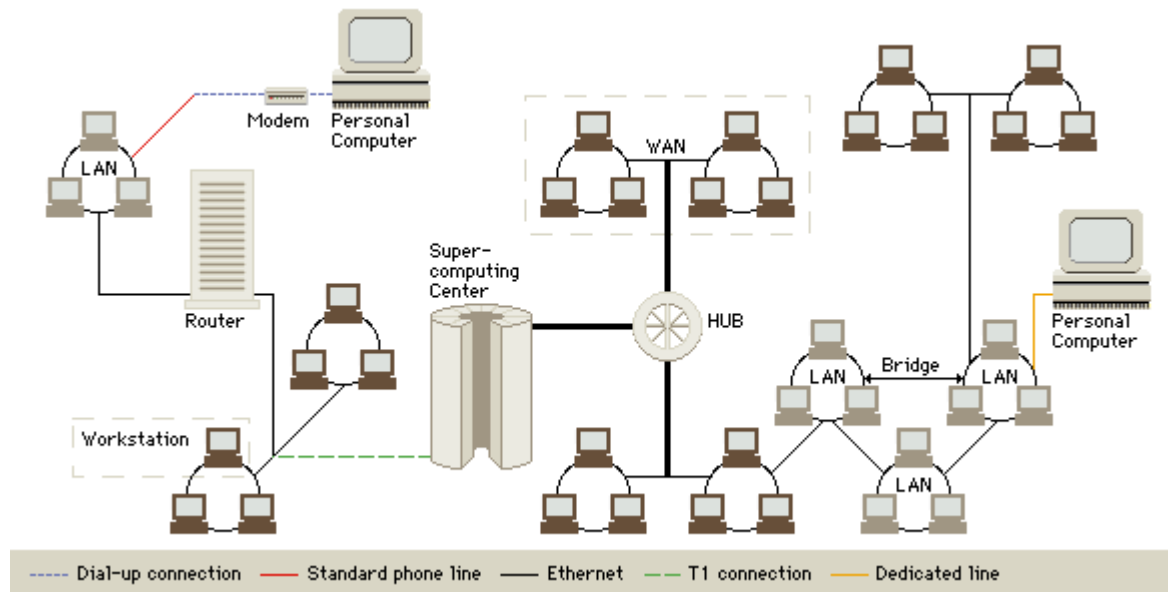 Modem
Personal
Computer
LAN
WAN
Router
Super-
computing
Center
HUB
Personal
Computer
LAN
Bridge
LAN
Workstation
LAN
Dial-up connection
Standard phone line
Ethernet
T1 connection
Dedicated line